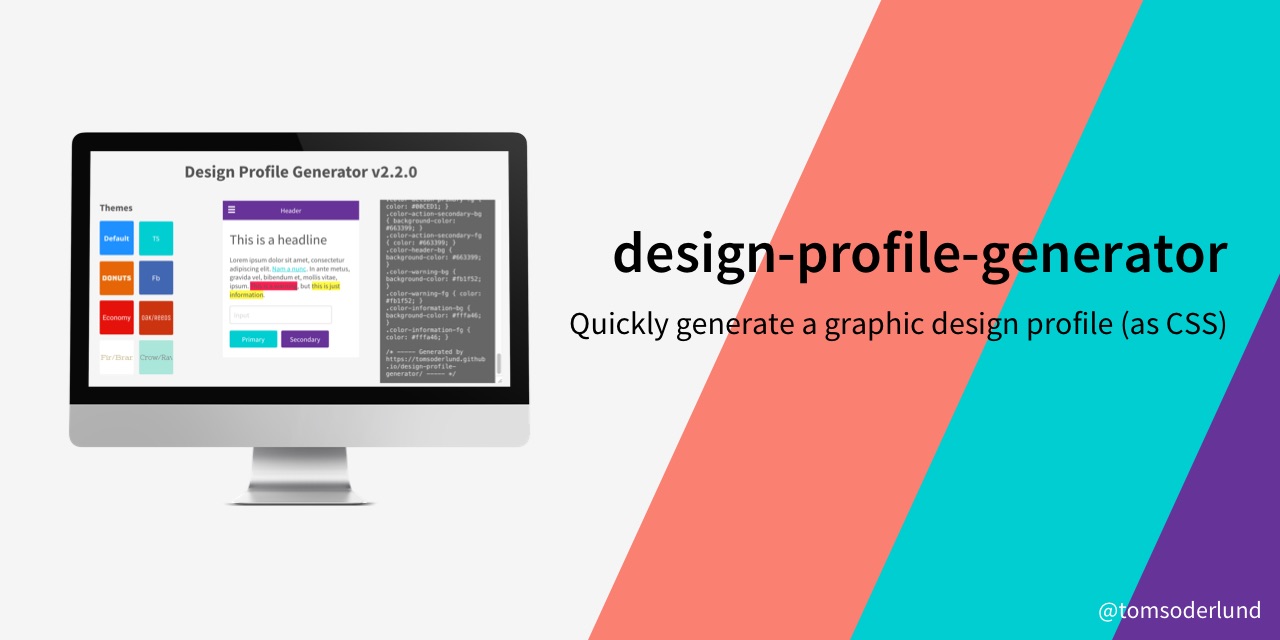 Design Profile Generator v2.2.0
Themes
Default
TS
DONUTS
Fb
Economy
Fir/Brar
Crow/Rav
Header
This is a headline
Lorem ipsum dolor sit amet, consectetur
adipiscing elit. Nam a nunc. In ante metus,
gravida vel, bibendum et, mollis vitae,
ipsum. but this is just
information.
Input
Primary
Secondary
color: #00CED1; }
.color-action-secondary-bg
{ background-color:
#663399; }
.color-action-secondary-fg
{ color: #663399; }
.color-header-bg {
background-color: #663399;
}
.color-warning-bg {
background-color: #fb1f52;
}
.color-warning-fg { color:
#fb1f52; }
.color-information-bg {
background-color: #fffa46;
}
.color-information-fg {
color: #fffa46; }
/* ----- Generated by
https://tomsoderlund.github
.io/design-profile-
generator/ ----- */
design-profile-generator
Quickly generate a graphic design profile (as CSS)
@tomsoderlund